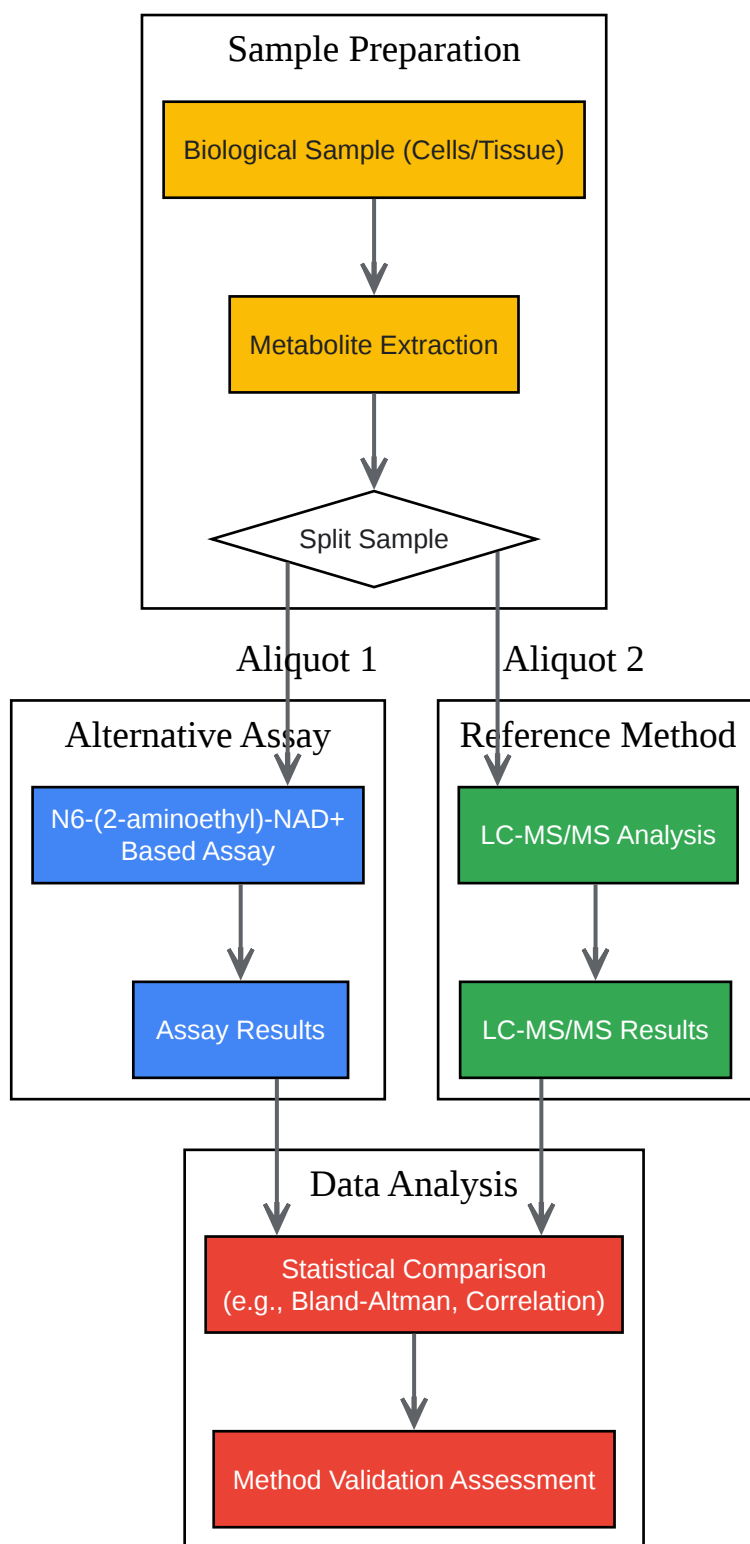 Sample Preparation
Biological Sample (Cells/Tissue)
Metabolite Extraction
Split Sample
Aliquot 1
Aliquot 2
Alternative Assay
N6-(2-aminoethyl)-NAD+
Based Assay
Assay Results
Reference Method
LC-MS/MS Analysis
LC-MS/MS Results
Data Analysis
Statistical Comparison
(e.g., Bland-Altman, Correlation)
Method Validation Assessment